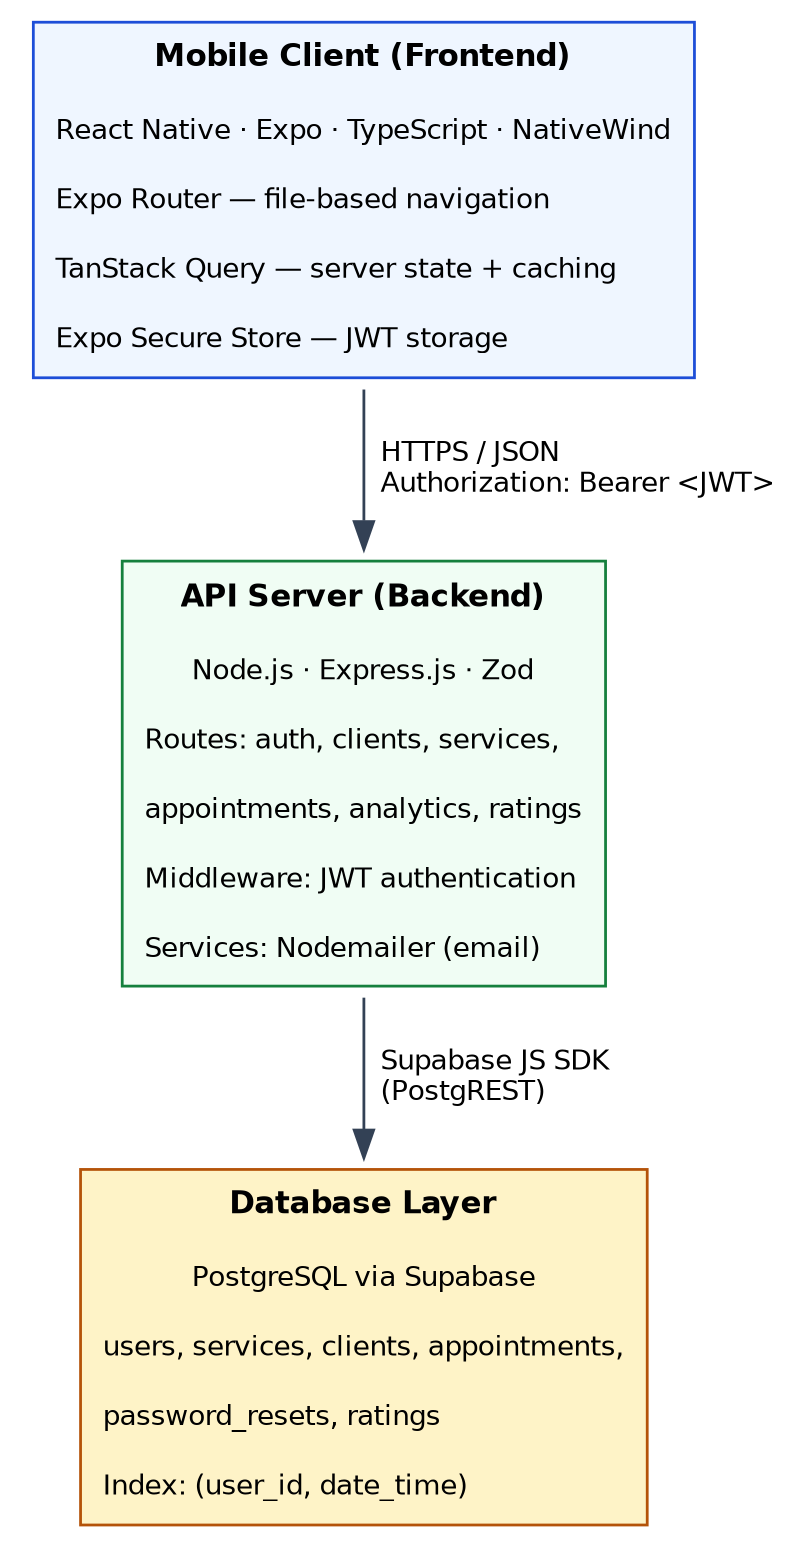 Mobile Client (Frontend)
React Native · Expo · TypeScript · NativeWind
Expo Router — file-based navigation
TanStack Query — server state + caching
Expo Secure Store — JWT storage
HTTPS / JSON
Authorization: Bearer <JWT>
API Server (Backend)
Node.js · Express.js · Zod
Routes: auth, clients, services,
appointments, analytics, ratings
Middleware: JWT authentication
Services: Nodemailer (email)
Supabase JS SDK
(PostgREST)
Database Layer
PostgreSQL via Supabase
users, services, clients, appointments,
password_resets, ratings
Index: (user_id, date_time)